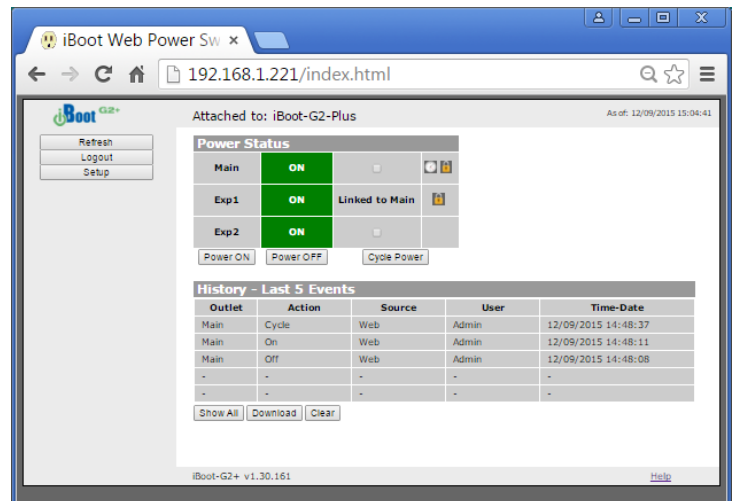 iBoot Web Power Sw ×
192.168.1.221/index.html
iBoot G2+
Attached to: iBoot-G2-Plus
As of: 12/09/2015 15:04:41
Refresh
Logout
Setup
Power Status
Main ON
Exp1 ON Linked to Main
Exp2 ON
Power ON Power OFF Cycle Power
History - Last 5 Events
Outlet Action Source User Time-Date
Main Cycle Web Admin 12/09/2015 14:48:37
Main On Web Admin 12/09/2015 14:48:11
Main Off Web Admin 12/09/2015 14:48:08
- - - - -
- - - - -
Show All Download Clear
iBoot-G2+ v1.30.161
Help